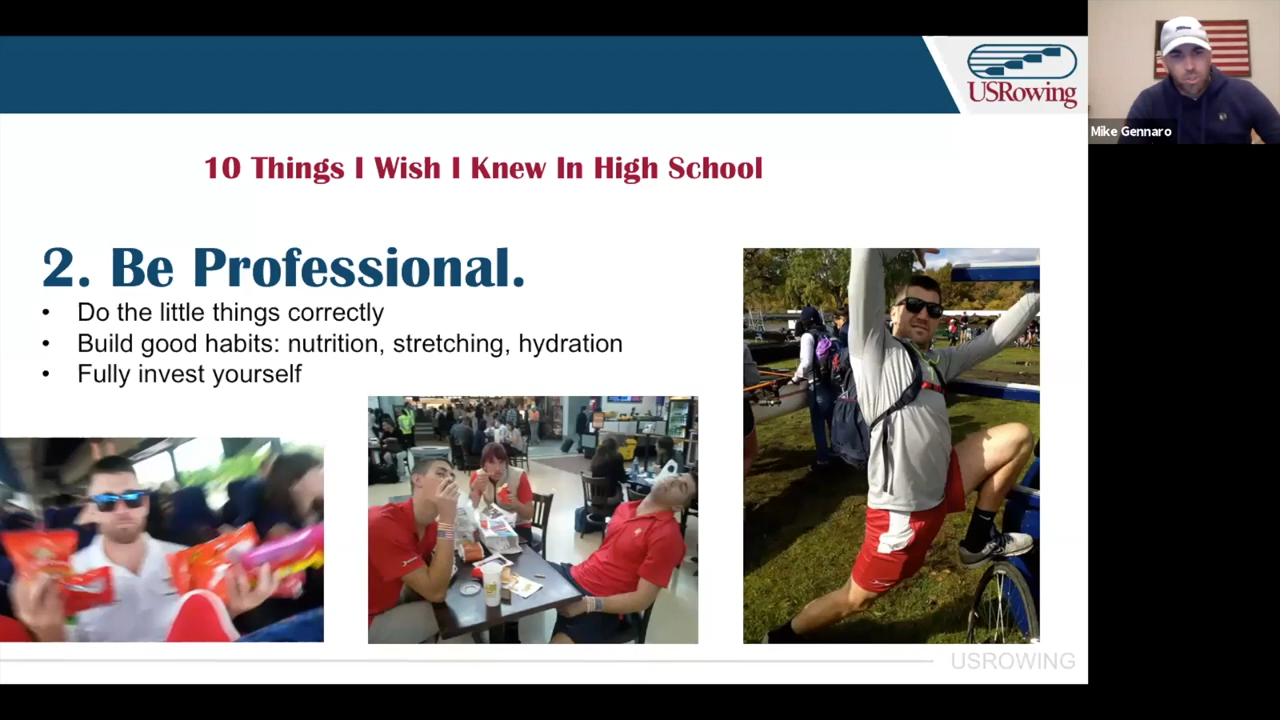 USRowing
Mike Gennaro
10 Things I Wish I Knew In High School
2. Be Professional.
• Do the little things correctly
• Build good habits: nutrition, stretching, hydration
• Fully invest yourself
USROWING